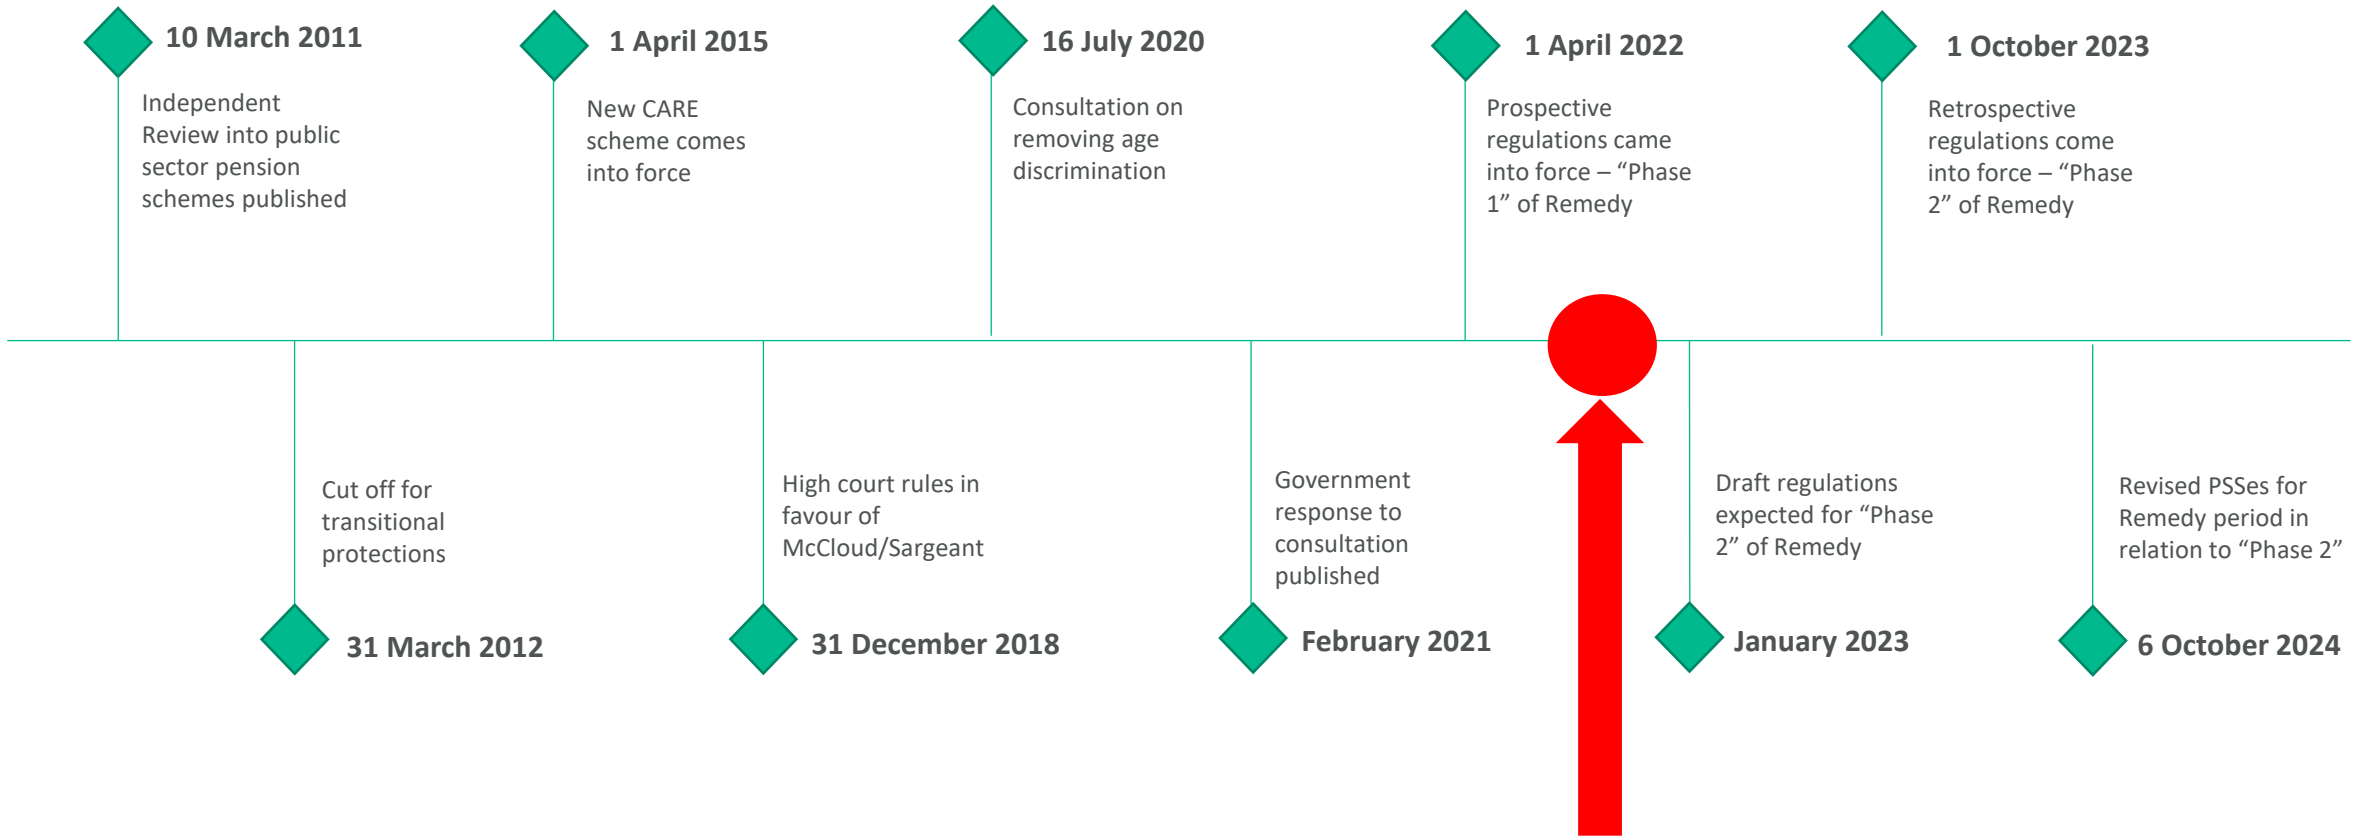 10 March 2011
Independent
Review into public
sector pension
schemes published
1 April 2015
New CARE
scheme comes
into force
16 July 2020
Consultation on
removing age
discrimination
1 April 2022
Prospective
regulations came
into force – “Phase
1” of Remedy
1 October 2023
Retrospective
regulations come
into force – “Phase
2” of Remedy
Cut off for
transitional
protections
31 March 2012
High court rules in
favour of
McCloud/Sargeant
31 December 2018
Government
response to
consultation
published
February 2021
Draft regulations
expected for “Phase
2” of Remedy
January 2023
Revised PSSes for
Remedy period in
relation to “Phase 2”
6 October 2024